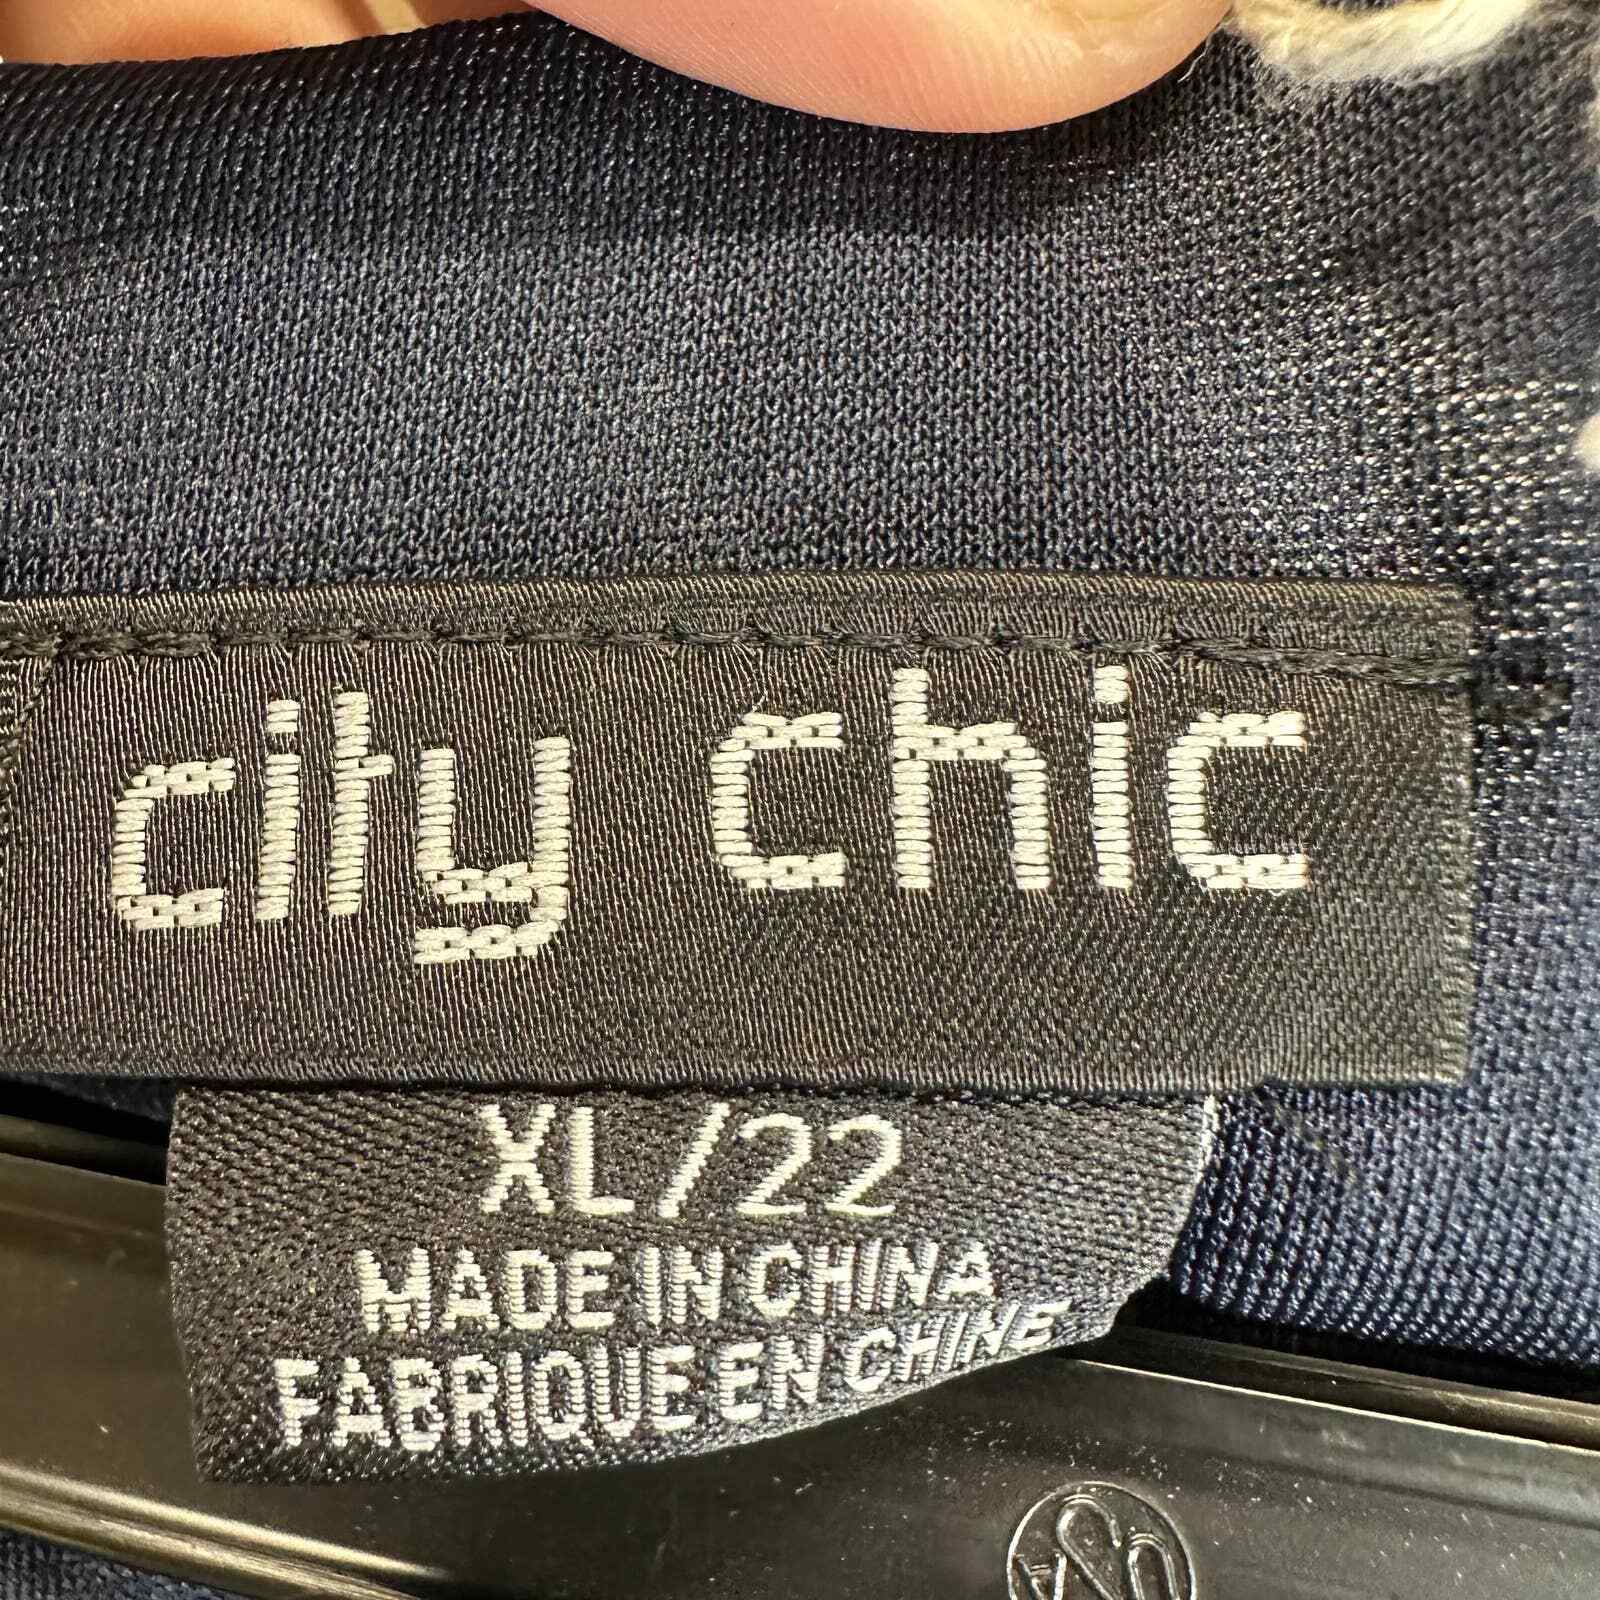 city chic
XL/22
MADE IN CHINA
FABRIQUE EN CHINE